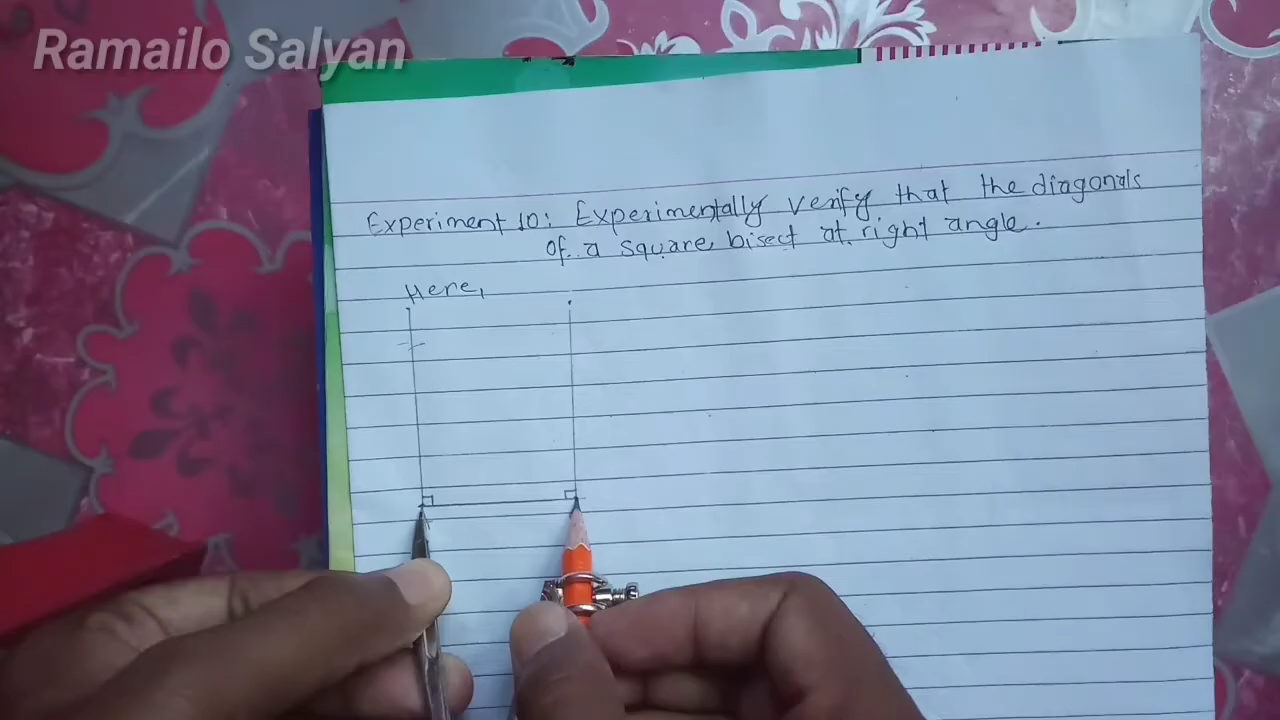 Ramailo Salyan
Experiment 10: Experimentally verify that the diagonals
of a square bisect at right angle.
Here,